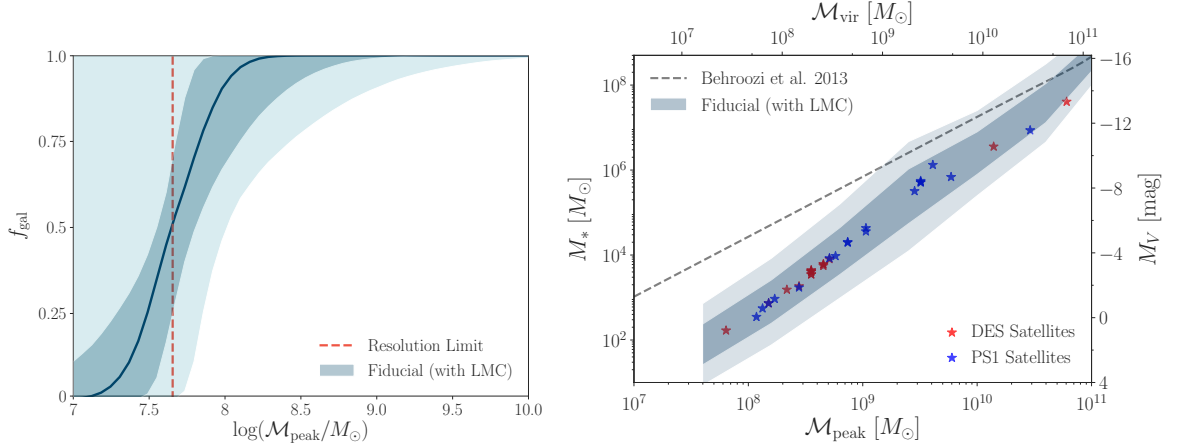 1.0
0.75
0.5
0.25
0
f_gal
7
7.5
8
8.5
9.0
9.5
10.0
log(ℳ_peak/M_⊙)
Resolution Limit
Fiducial (with LMC)
ℳ_vir [M_⊙]
10^7
10^8
10^9
10^10
10^11
Behroozi et al. 2013
Fiducial (with LMC)
10^8
10^6
10^4
10^2
M_* [M_⊙]
−16
−12
−8
−4
0
4
M_V [mag]
DES Satellites
PS1 Satellites
10^7
10^8
10^9
10^10
10^11
ℳ_peak [M_⊙]